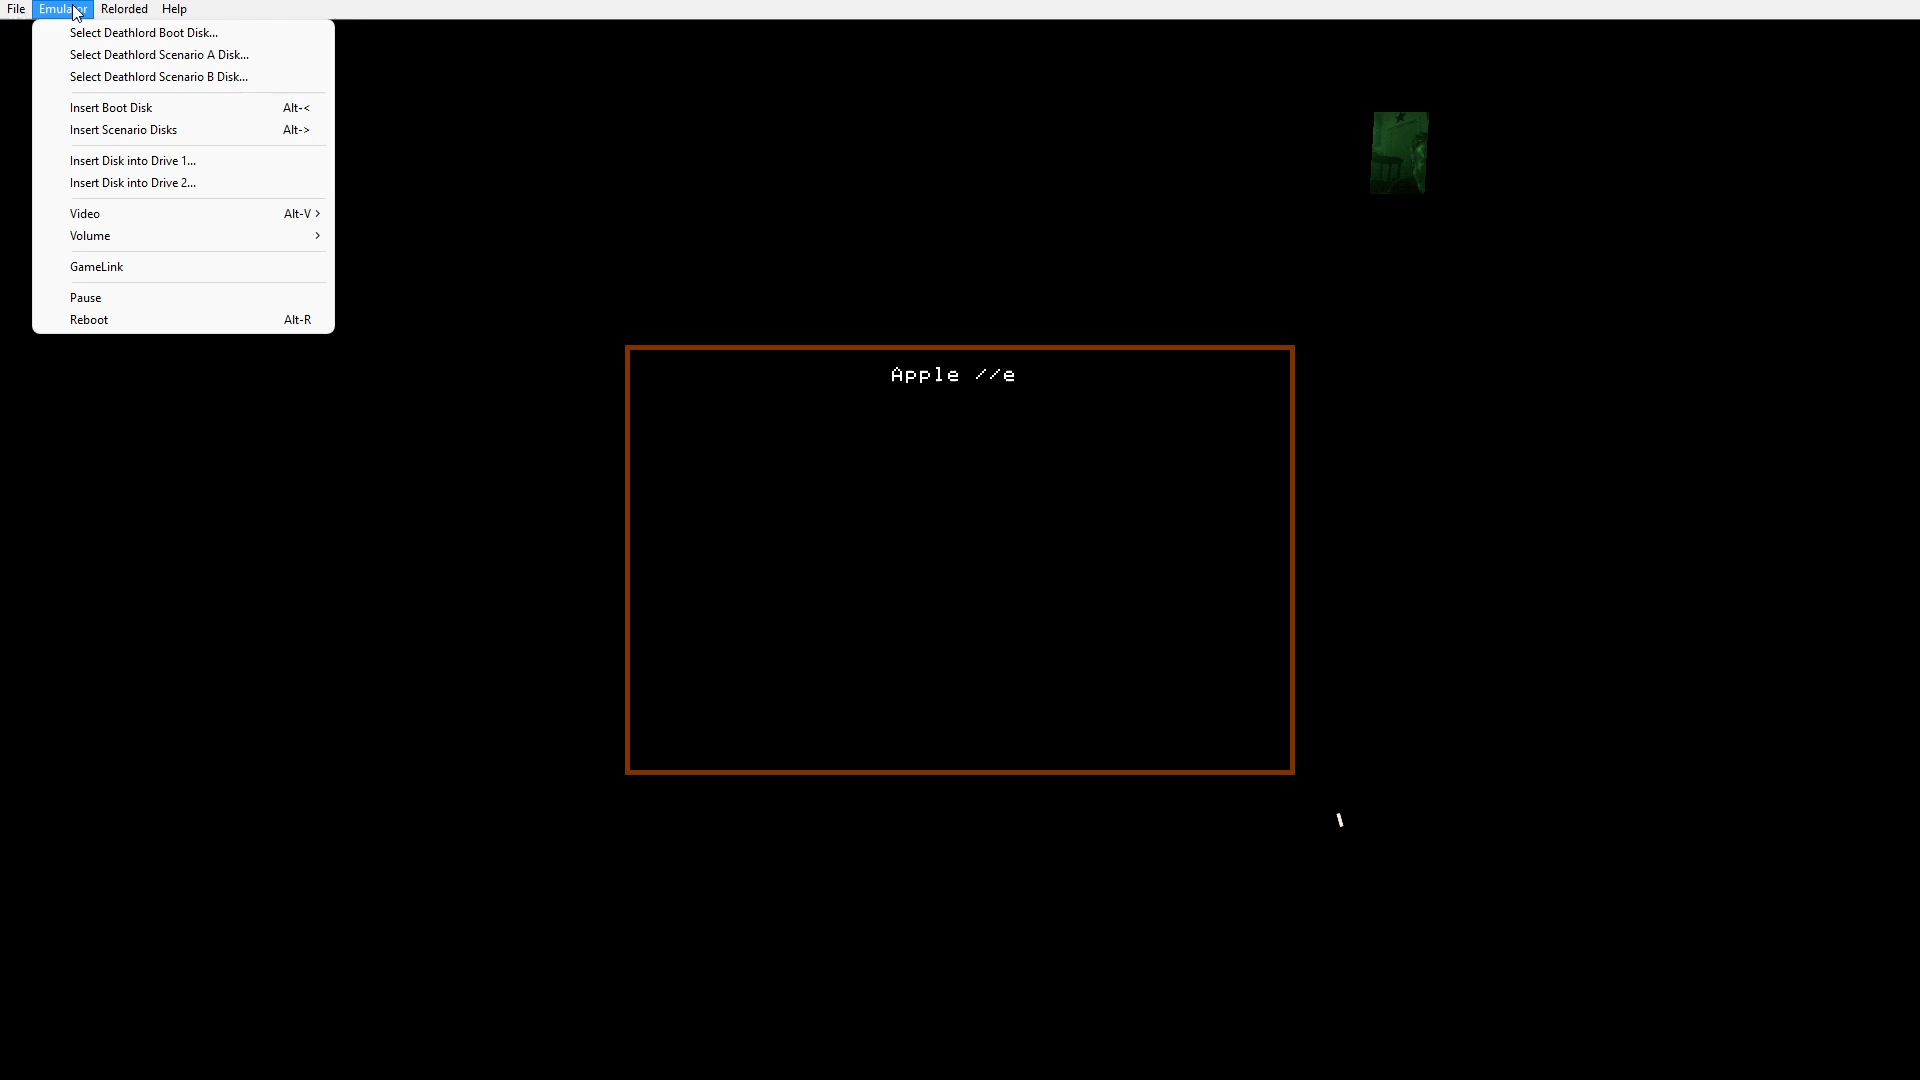 File Emulator Relorded Help
Select Deathlord Boot Disk...
Select Deathlord Scenario A Disk...
Select Deathlord Scenario B Disk...
Insert Boot Disk Alt-<
Insert Scenario Disks Alt->
Insert Disk into Drive 1...
Insert Disk into Drive 2...
Video Alt-V >
Volume >
GameLink
Pause
Reboot Alt-R
Apple //e